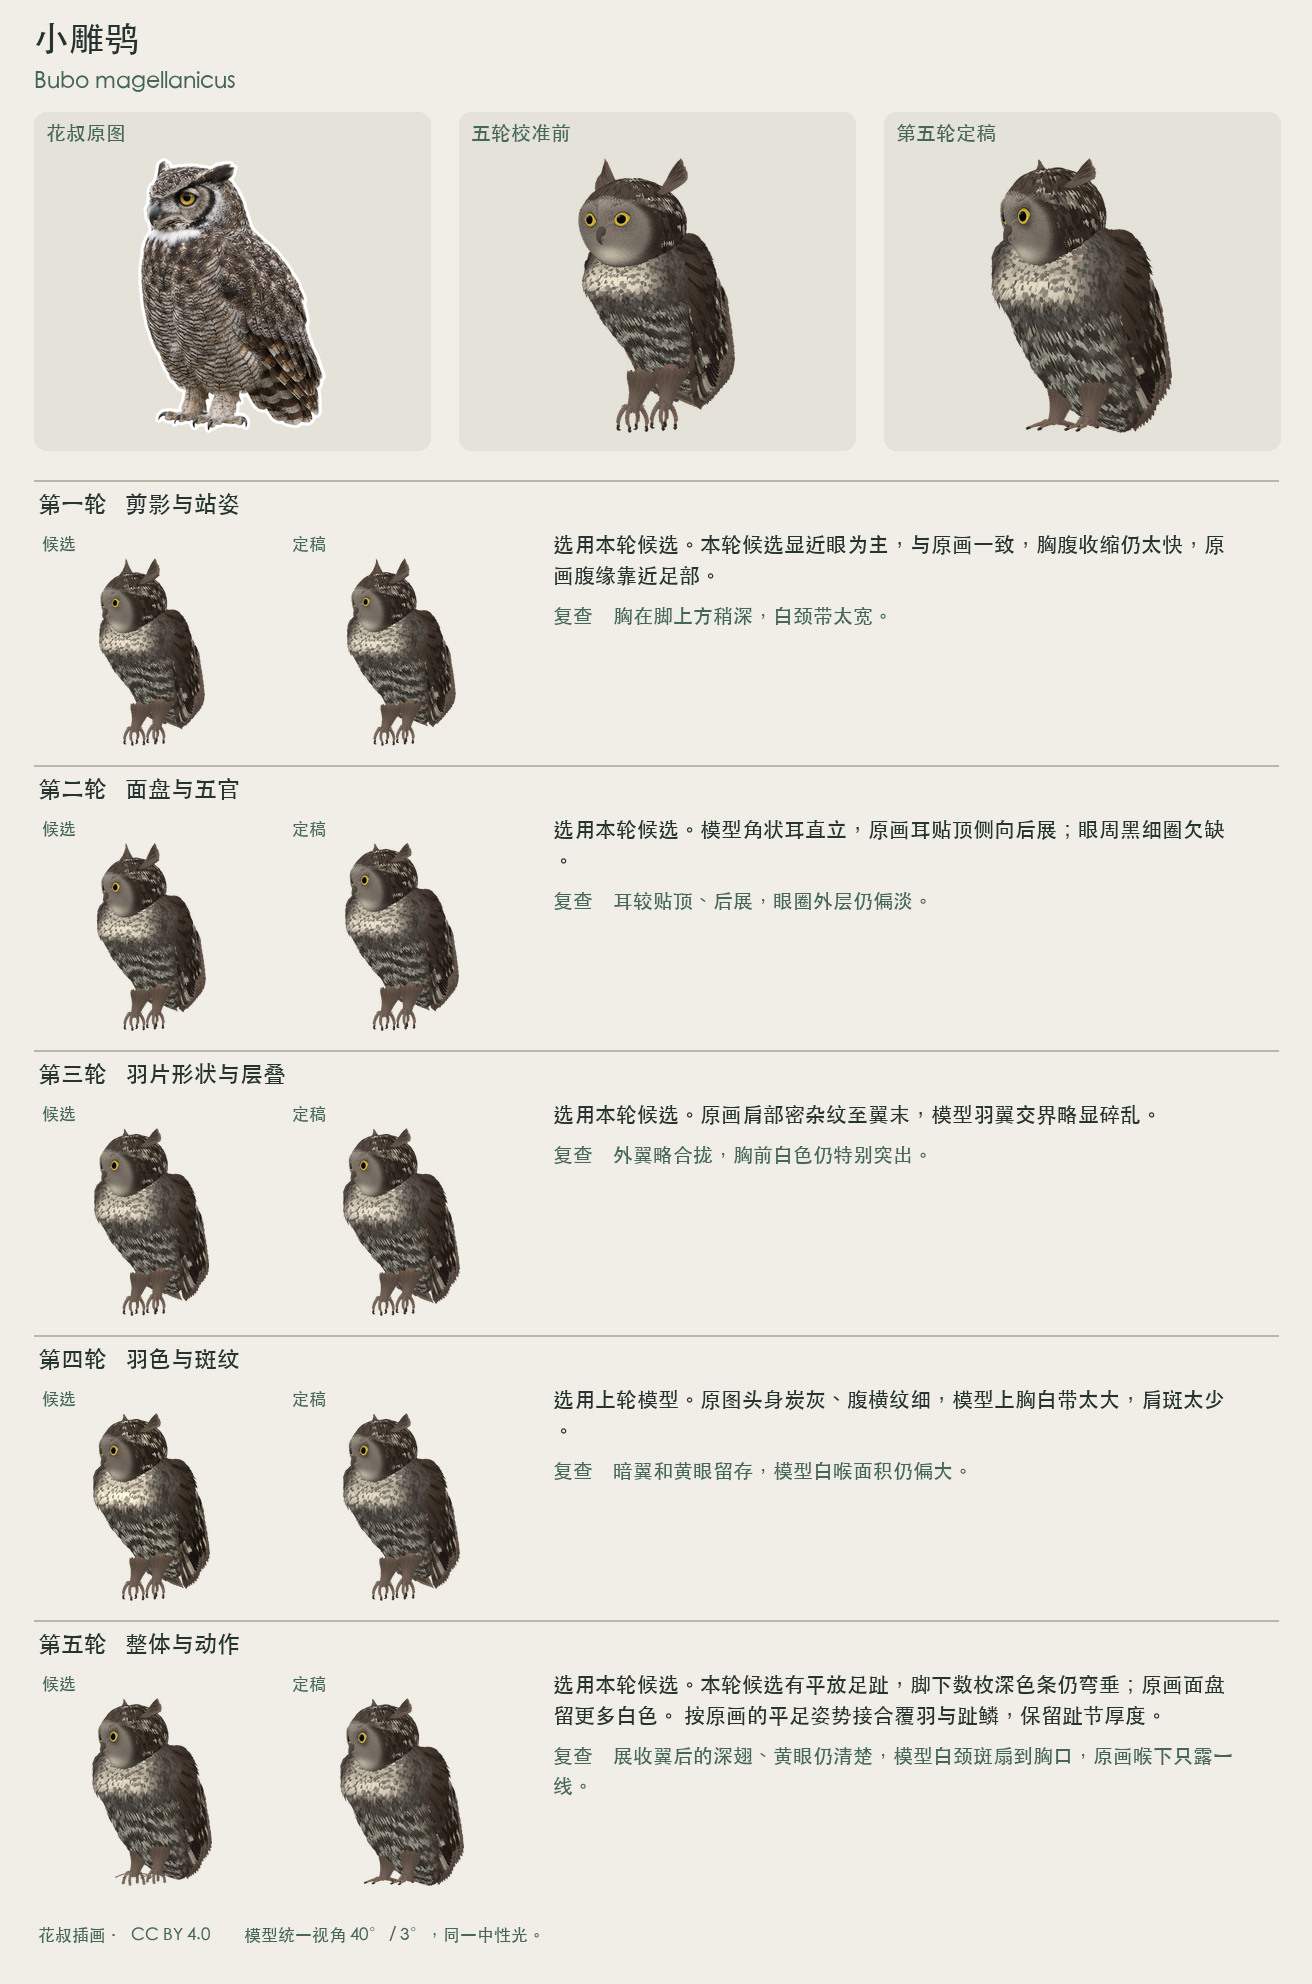 小雕鸮
Bubo magellanicus
花叔原图
五轮校准前
第五轮定稿
第一轮 剪影与站姿
候选
定稿
选用本轮候选。本轮候选显近眼为主，与原画一致，胸腹收缩仍太快，原
画腹缘靠近足部。
复查 胸在脚上方稍深，白颈带太宽。
第二轮 面盘与五官
候选
定稿
选用本轮候选。模型角状耳直立，原画耳贴顶侧向后展；眼周黑细圈欠缺
。
复查 耳较贴顶、后展，眼圈外层仍偏淡。
第三轮 羽片形状与层叠
候选
定稿
选用本轮候选。原画肩部密杂纹至翼末，模型羽翼交界略显碎乱。
复查 外翼略合拢，胸前白色仍特别突出。
第四轮 羽色与斑纹
候选
定稿
选用上轮模型。原图头身炭灰、腹横纹细，模型上胸白带太大，肩斑太少
。
复查 暗翼和黄眼留存，模型白喉面积仍偏大。
第五轮 整体与动作
候选
定稿
选用本轮候选。本轮候选有平放足趾，脚下数枚深色条仍弯垂；原画面盘
留更多白色。 按原画的平足姿势接合覆羽与趾鳞，保留趾节厚度。
复查 展收翼后的深翅、黄眼仍清楚，模型白颈斑扇到胸口，原画喉下只露一
线。
花叔插画 · CC BY 4.0 模型统一视角 40° / 3° ，同一中性光。